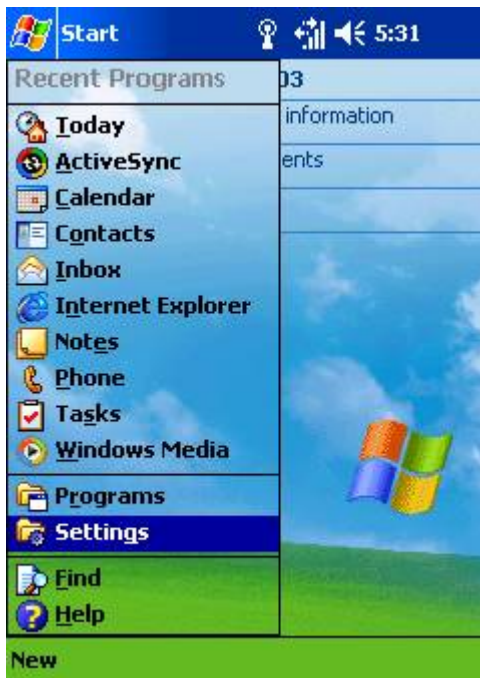 Start 5:31
Recent Programs
03
Today
information
ActiveSync
ents
Calendar
Contacts
Inbox
Internet Explorer
Notes
Phone
Tasks
Windows Media
Programs
Settings
Find
Help
New